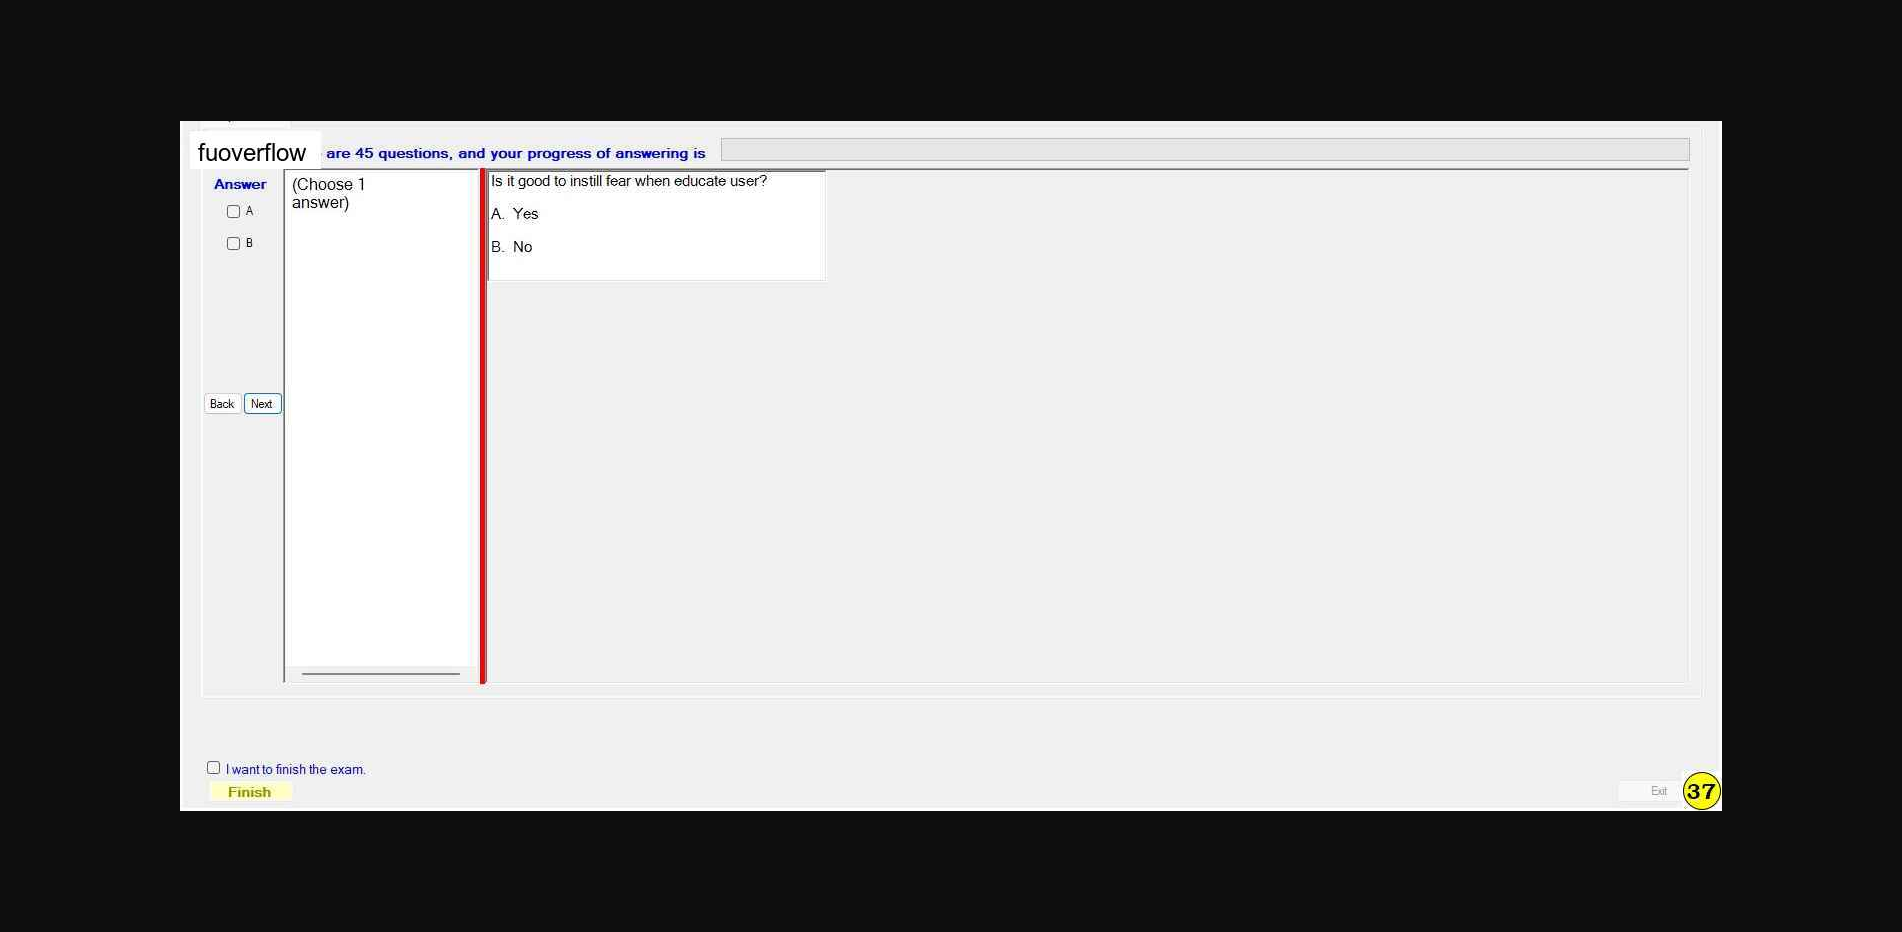 fuoverflow are 45 questions, and your progress of answering is
Answer
A
B
Back Next
(Choose 1
answer)
Is it good to instill fear when educate user?
A. Yes
B. No
I want to finish the exam.
Finish
Exit
37